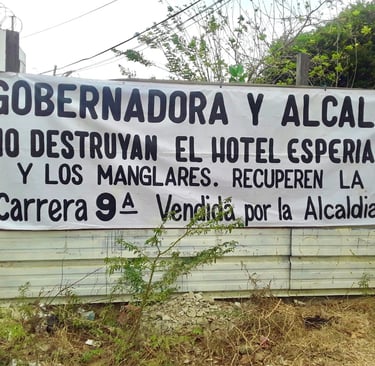 GOBERNADORA Y ALCAL
NO DESTRUYAN EL HOTEL ESPERIA
Y LOS MANGLARES. RECUPEREN LA
Carrera 9A Vendida por la Alcaldia